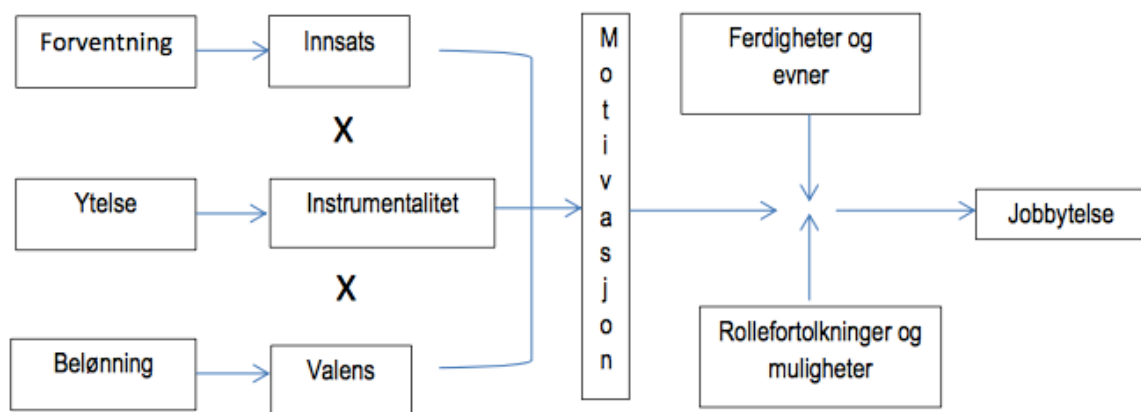 Forventning
Innsats
X
Ytelse
Instrumentalitet
X
Belønning
Valens
Motivasjon
Ferdigheter og
evner
Rollefortolkninger og
muligheter
Jobbytelse